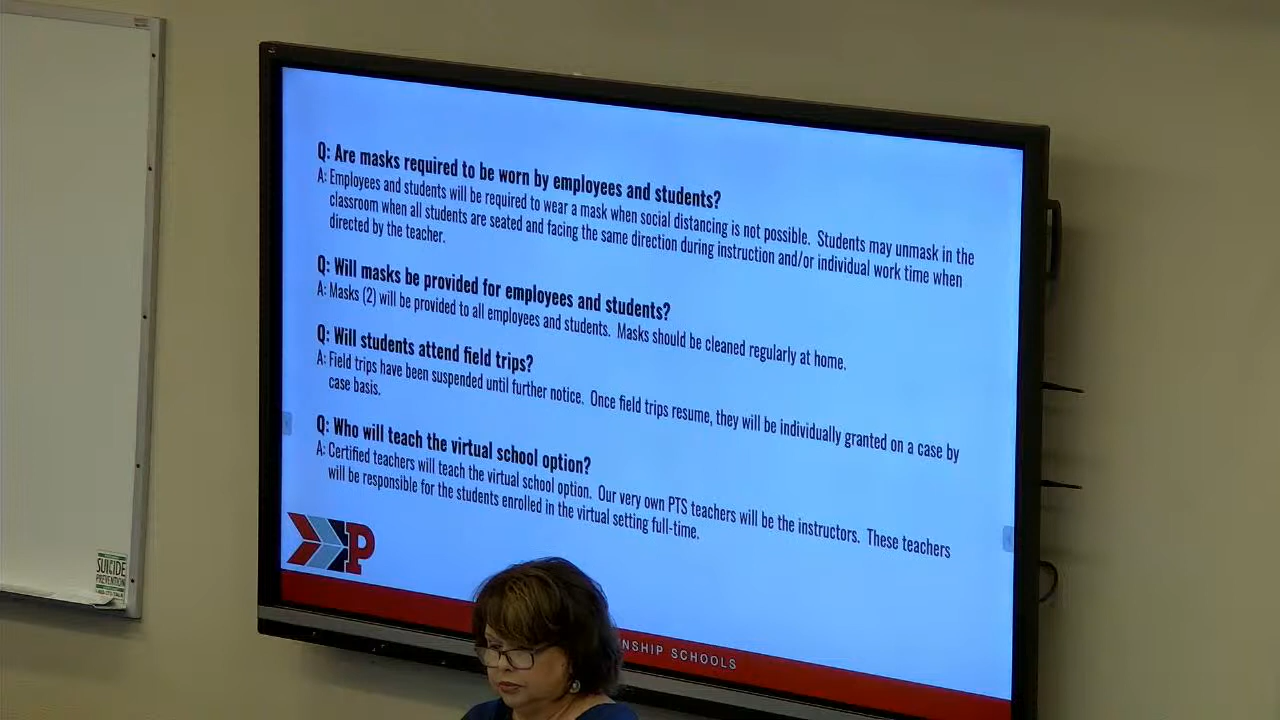 Q: Are masks required to be worn by employees and students?
A: Employees and students will be required to wear a mask when social distancing is not possible. Students may unmask in the
classroom when all students are seated and facing the same direction during instruction and/or individual work time when
directed by the teacher.
Q: Will masks be provided for employees and students?
A: Masks (2) will be provided to all employees and students. Masks should be cleaned regularly at home.
Q: Will students attend field trips?
A: Field trips have been suspended until further notice. Once field trips resume, they will be individually granted on a case by
case basis.
Q: Who will teach the virtual school option?
A: Certified teachers will teach the virtual school option. Our very own PTS teachers will be the instructors. These teachers
will be responsible for the students enrolled in the virtual setting full-time.
P
NSHIP SCHOOLS
SUICIDE
PREVENTION